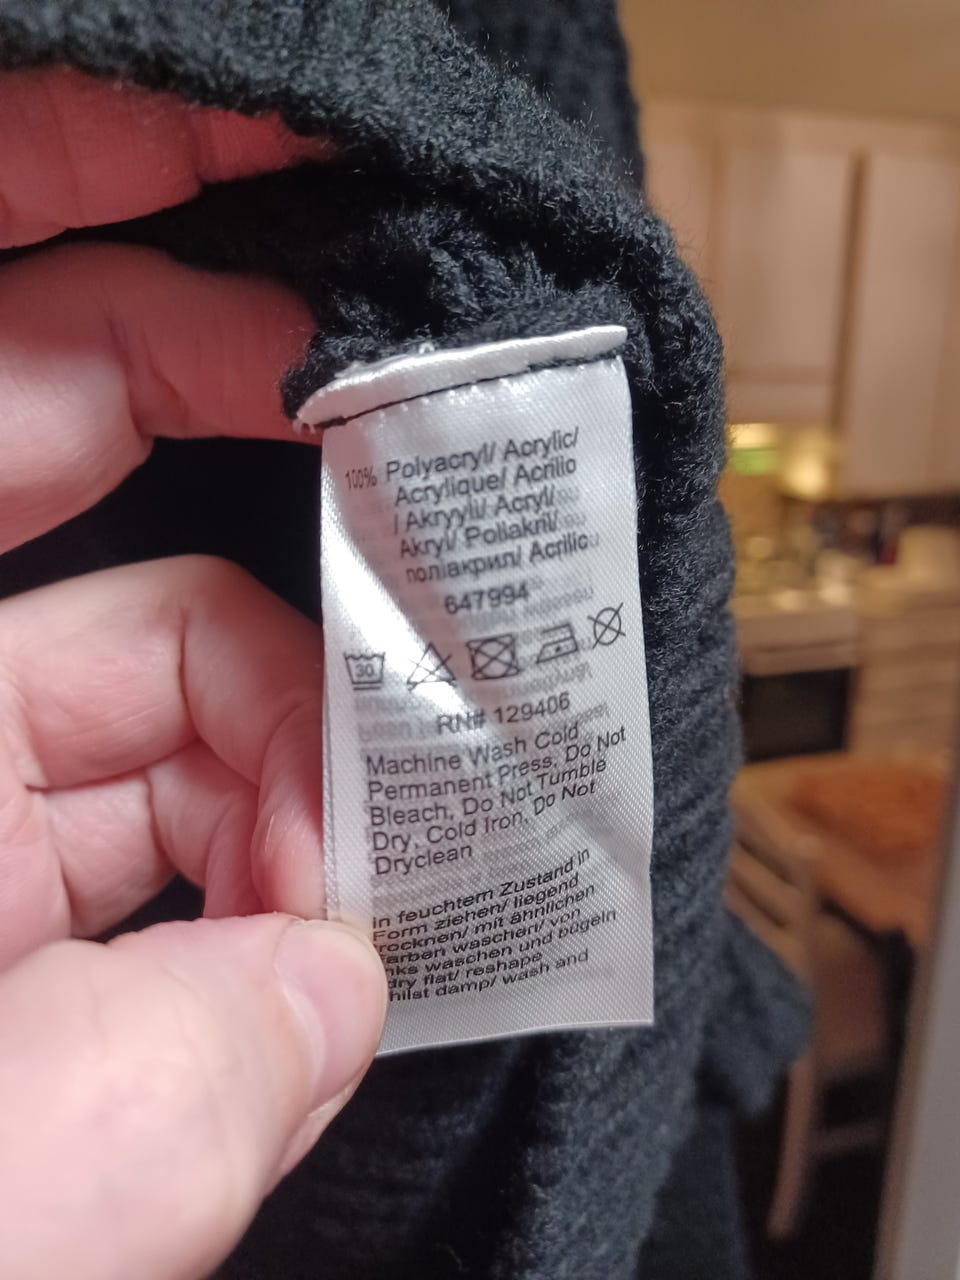 100% Polyacryl/ Acrylic/
Acrylique/ Acrilio
/ Akryyli/ Acryl/
Akryl/ Poliakril/
поліакрил/ Acrilic
647994
30
RN# 129406
Machine Wash Cold
Permanent Press, Do Not
Bleach, Do Not Tumble
Dry, Cold Iron, Do Not
Dryclean
in feuchtem Zustand in
Form ziehen/ liegend
trocknen/ mit ähnlichen
farben waschen/ von
nks waschen und bügeln
dry flat/ reshape
hilst damp/ wash and